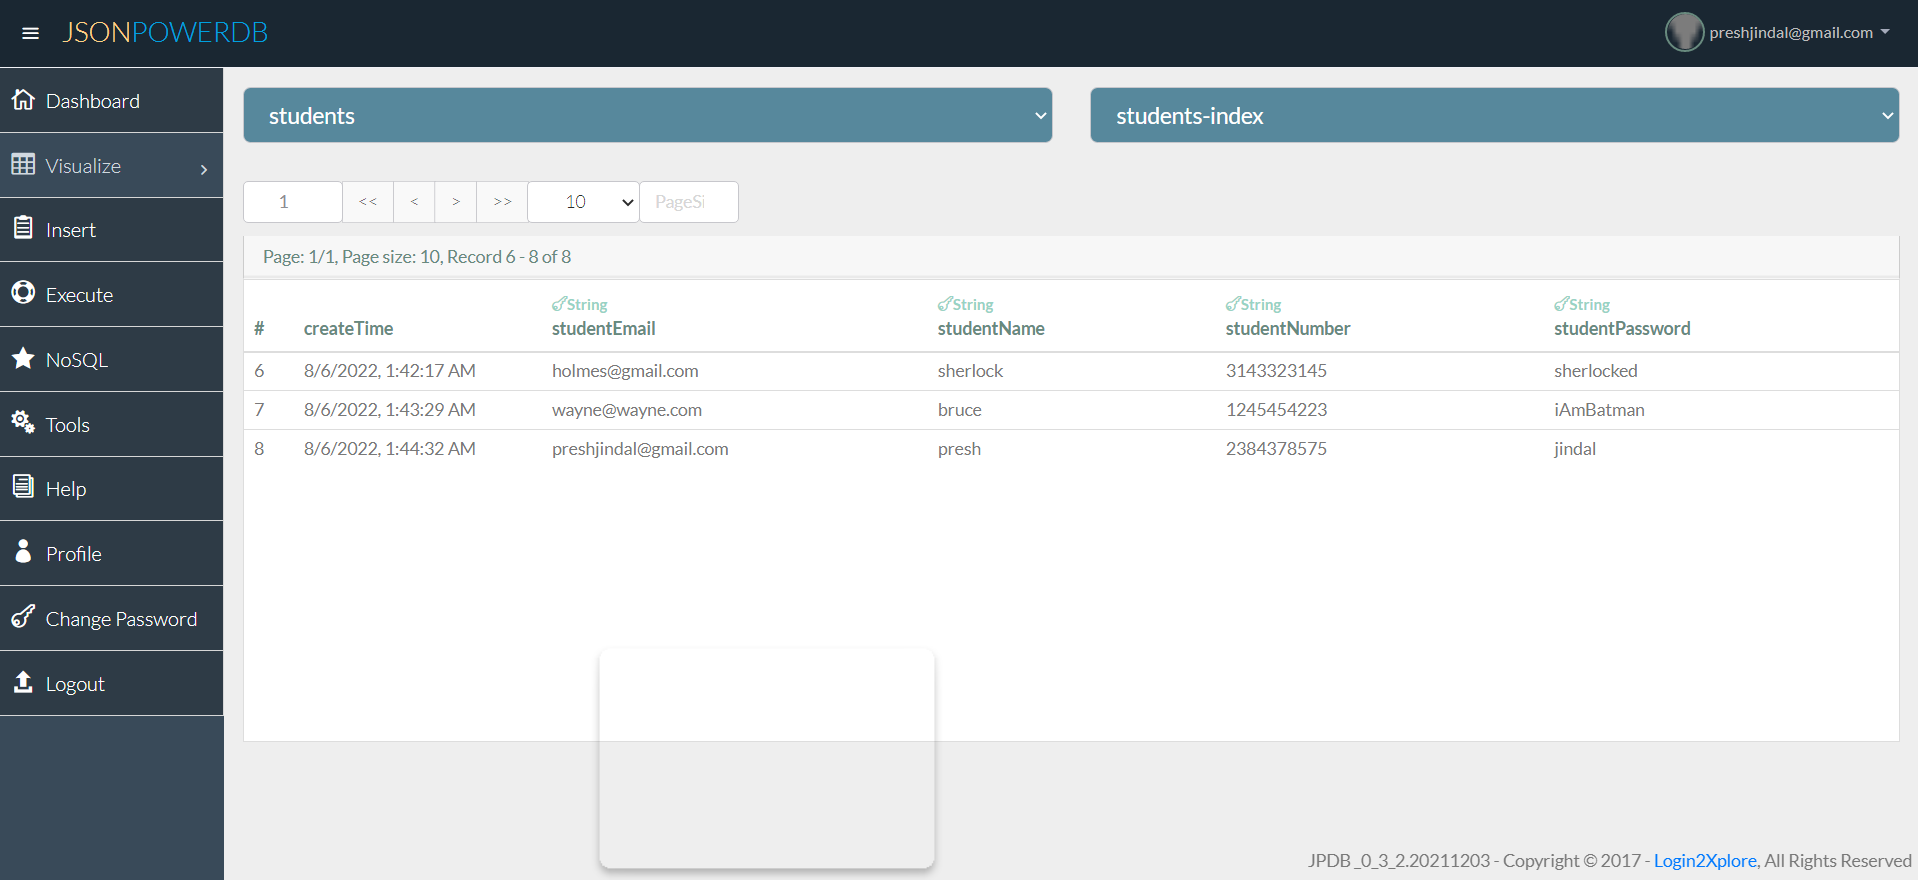 JSONPOWERDB
preshjindal@gmail.com
Dashboard
Visualize
Insert
Execute
NoSQL
Tools
Help
Profile
Change Password
Logout
students
students-index
1 << < > >> 10 PageSi
Page: 1/1, Page size: 10, Record 6 - 8 of 8
String String String String
# createTime studentEmail studentName studentNumber studentPassword
6 8/6/2022, 1:42:17 AM holmes@gmail.com sherlock 3143323145 sherlocked
7 8/6/2022, 1:43:29 AM wayne@wayne.com bruce 1245454223 iAmBatman
8 8/6/2022, 1:44:32 AM preshjindal@gmail.com presh 2384378575 jindal
JPDB_0_3_2.20211203 - Copyright © 2017 - Login2Xplore, All Rights Reserved